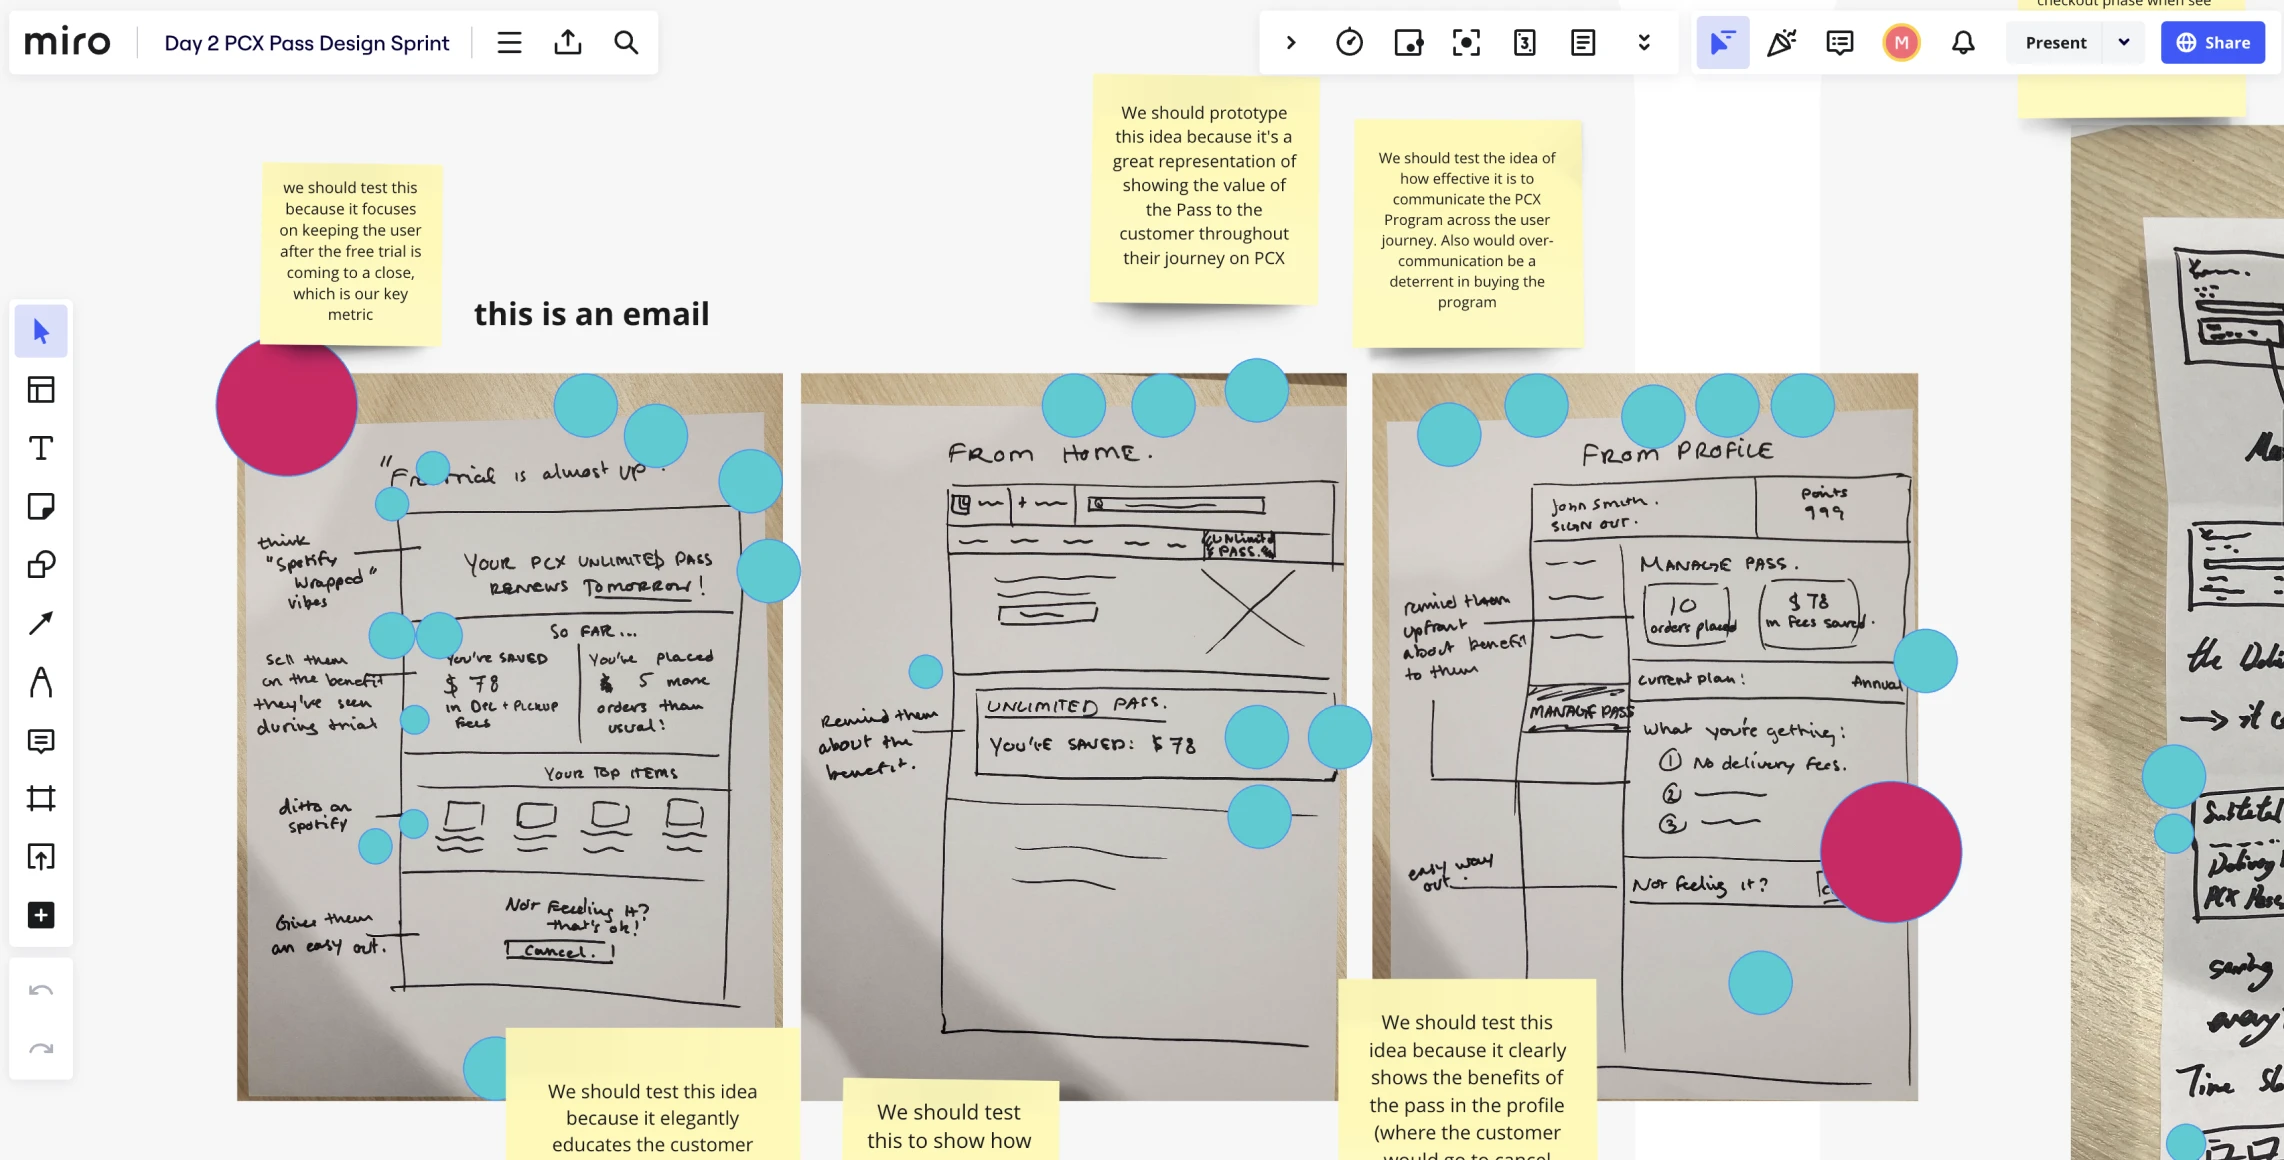 miro
Day 2 PCX Pass Design Sprint
Present
Share
M
3
checkout phase when see
we should test this
because it focuses
on keeping the user
after the free trial is
coming to a close,
which is our key
metric
this is an email
We should prototype
this idea because it's a
great representation of
showing the value of
the Pass to the
customer throughout
their journey on PCX
We should test the idea of
how effective it is to
communicate the PCX
Program across the user
journey. Also would over-
communication be a
deterrent in buying the
program
is almost up
think
"Spotify
Wrapped"
vibes
YOUR PCX UNLIMITED PASS
RENEWS TOMORROW!
SO FAR...
Sell them
on the benefit
they've seen
during trial
You've SAVED
$ 78
in DEL + PICKUP
FEES
You've placed
5 more
orders than
usual!
YOUR TOP ITEMS
ditto on
spotify
Give them
an easy out.
Not Feeling It?
that's ok!
Cancel.
FROM HOME.
UNLIMITED
PASS.
Remind them
about the
benefit.
UNLIMITED PASS.
YOU'VE SAVED: $78
FROM PROFILE
John Smith.
SIGN OUT.
Points
999
MANAGE PASS.
10
orders placed
$78
in fees saved.
remind them
upfront
about benefit
to them
Current plan:
Annual
MANAGE PASS
What you're getting:
1 No delivery fees.
2
3
easy way
out.
Not feeling it?
We should test this idea
because it elegantly
educates the customer
We should test
this to show how
We should test this
idea because it clearly
shows the benefits of
the pass in the profile
(where the customer
would go to cancel
the
Subtotal
Delivery
PCX Pass
saving
every
Time